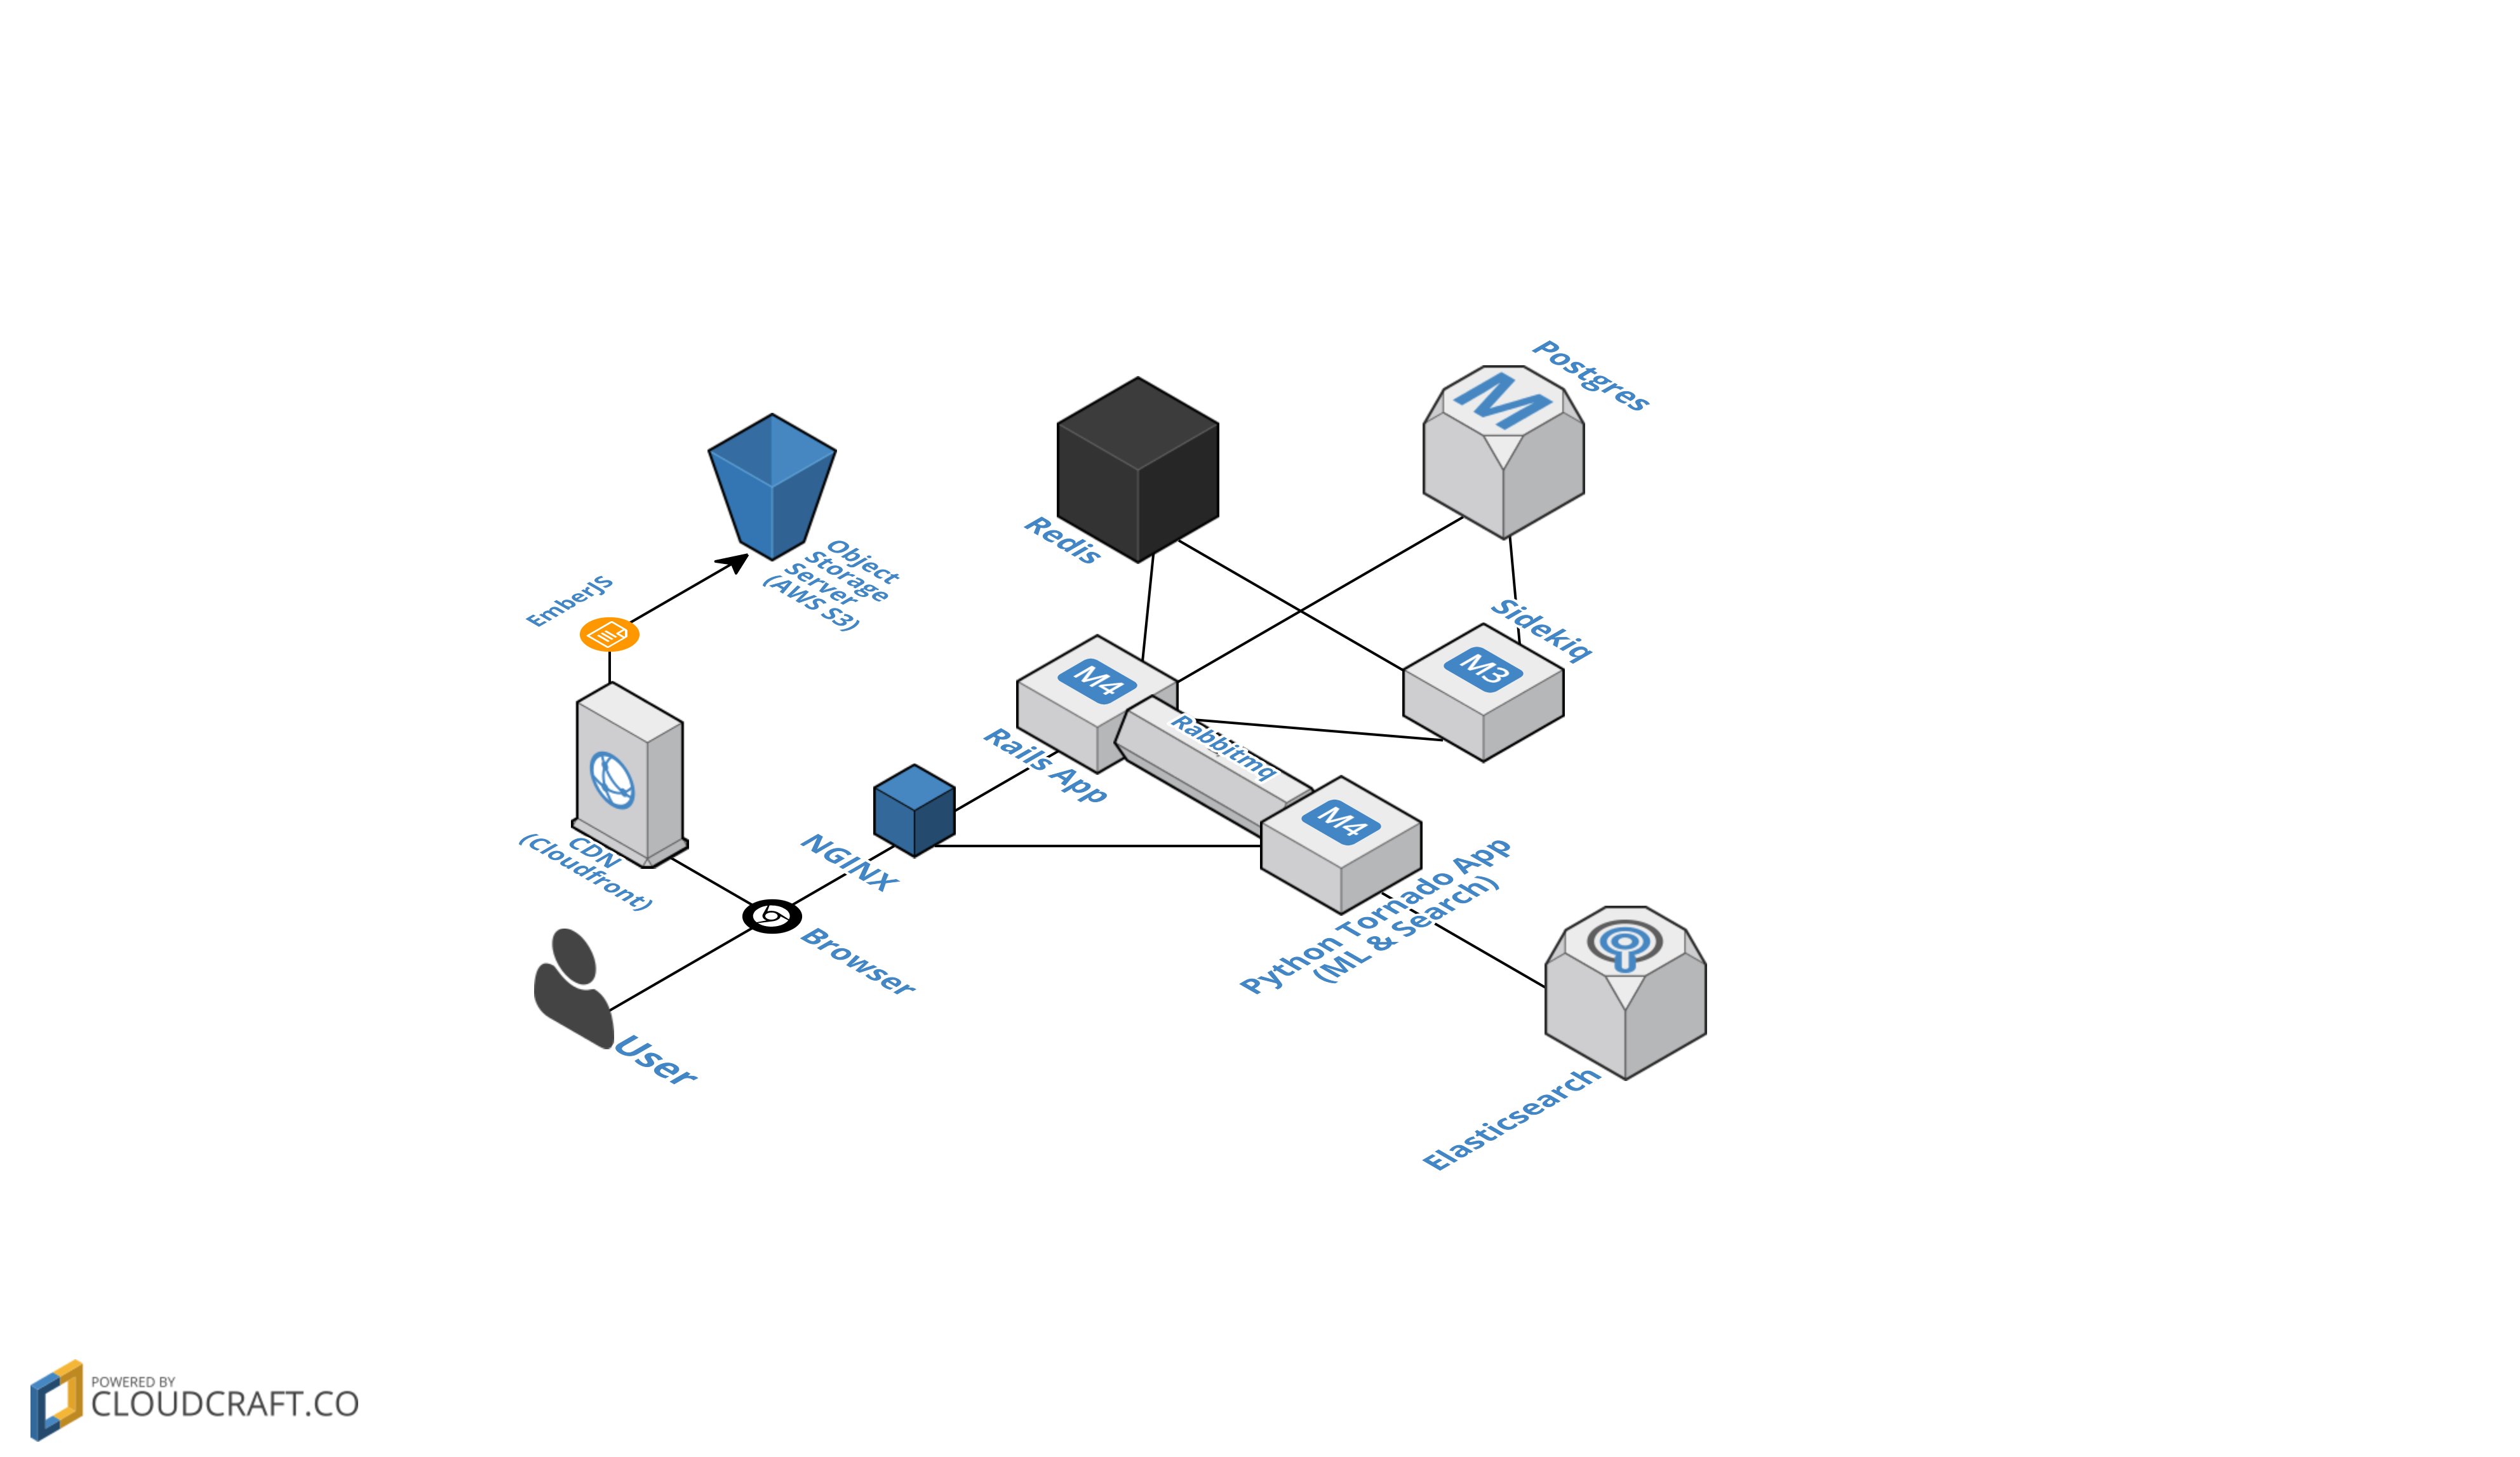 Postgres
M
Redis
Object
Storage
Server
(AWS S3)
EmberJS
Sidekiq
M3
M4
Rails App
Rabbitmq
M4
NGINX
CDN
(Cloudfront)
Browser
Python Tornado App
(ML & Search)
User
Elasticsearch
POWERED BY
CLOUDCRAFT.CO